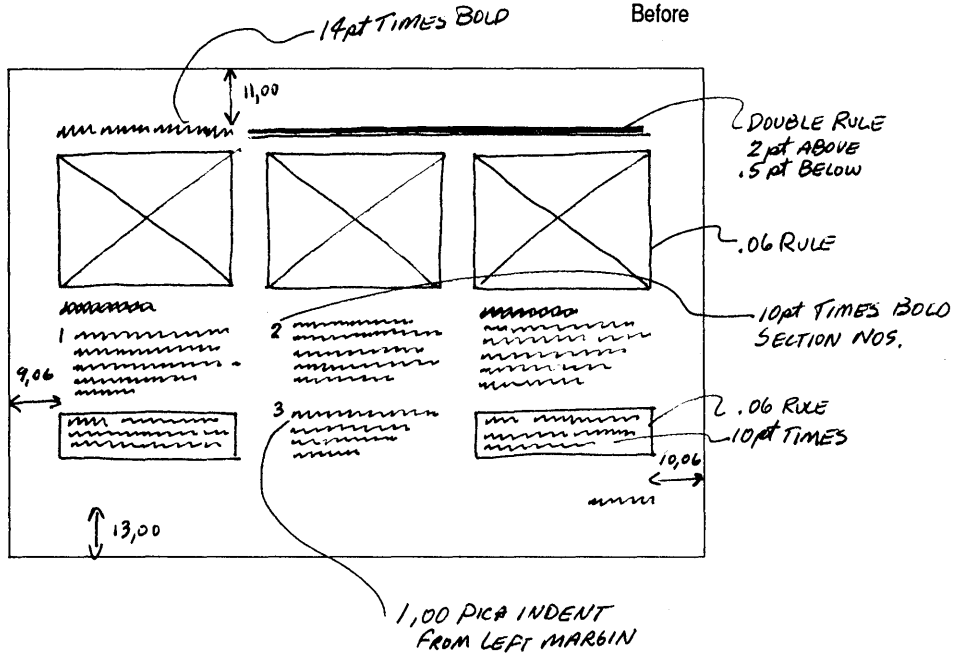 Before
14pt TIMES BOLD
11,00
DOUBLE RULE
2pt ABOVE
.5pt BELOW
.06 RULE
10pt TIMES BOLD
SECTION NOS.
1
2
9,06
3
.06 RULE
10pt TIMES
10,06
13,00
1,00 PICA INDENT
FROM LEFT MARGIN